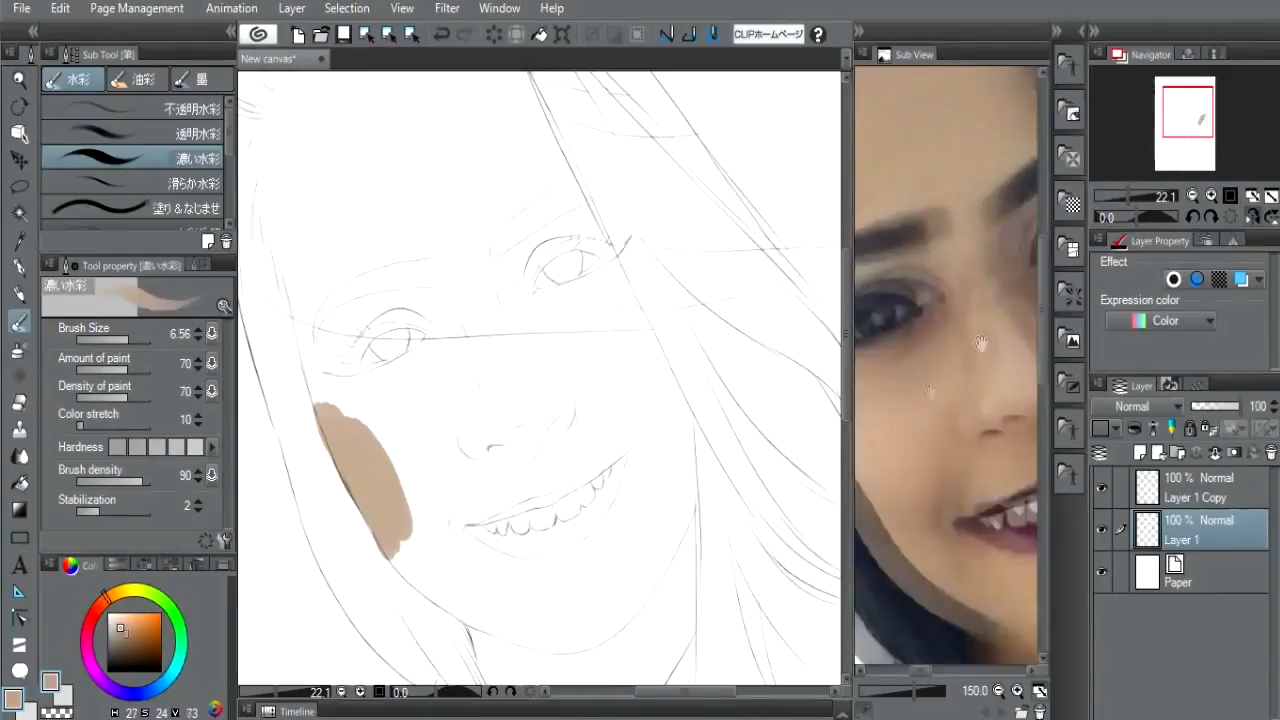 File Edit Page Management Animation Layer Selection View Filter Window Help
CLIPホームページ
Sub Tool [筆]
New canvas*
Sub View
Navigator
水彩 油彩 墨
不透明水彩
透明水彩
濃い水彩
滑らか水彩
塗り&なじませ
22.1
0.0
Tool property [濃い水彩]
濃い水彩
Layer Property
Effect
Expression color
Color
Brush Size 6.56
Amount of paint 70
Density of paint 70
Color stretch 10
Hardness
Brush density 90
Stabilization 2
Layer
Normal 100
100 % Normal
Layer 1 Copy
100 % Normal
Layer 1
Paper
H 27 S 24 V 73
22.1 0.0
150.0
Timeline